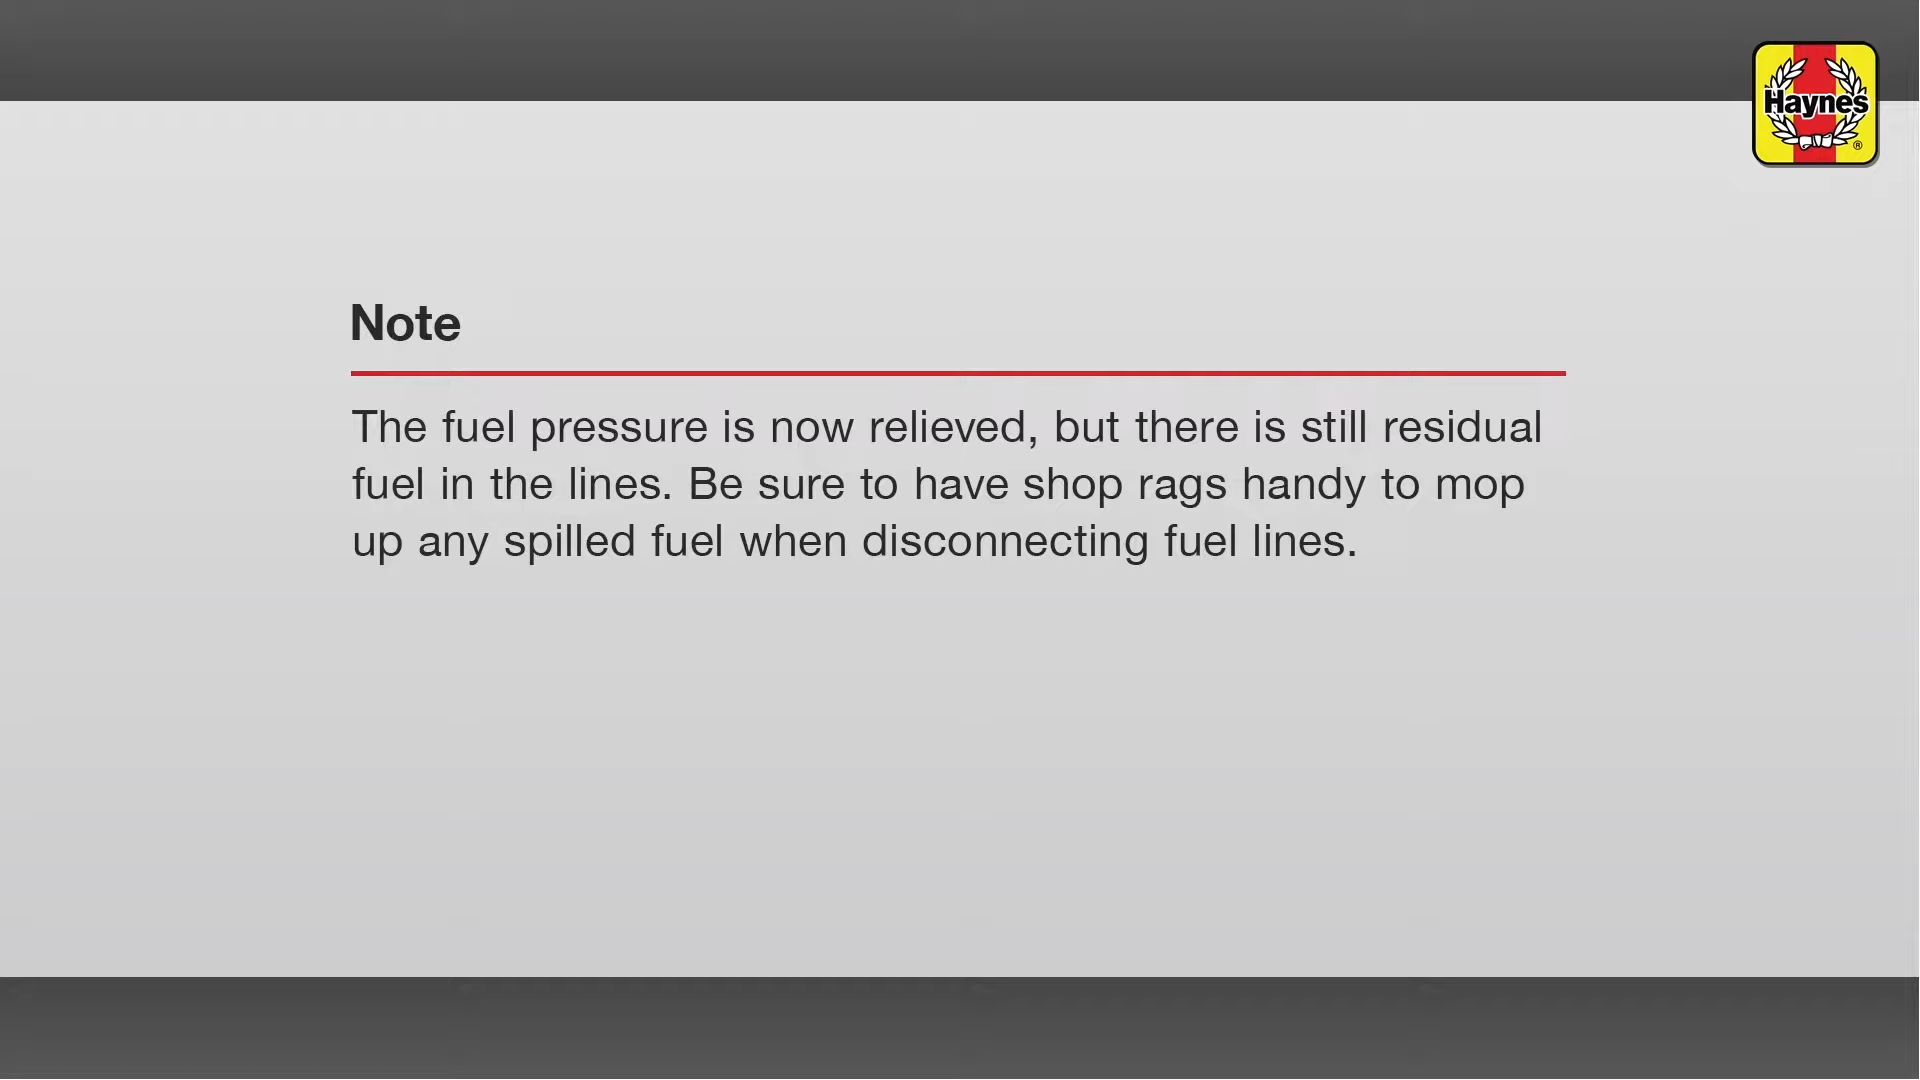 Haynes
®
Note
The fuel pressure is now relieved, but there is still residual
fuel in the lines. Be sure to have shop rags handy to mop
up any spilled fuel when disconnecting fuel lines.